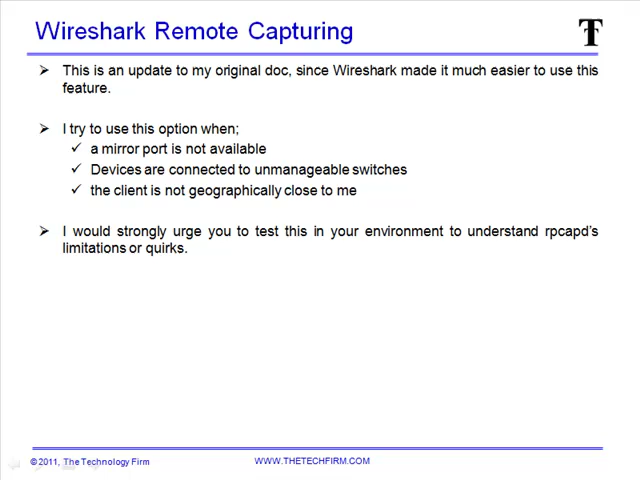 Wireshark Remote Capturing
This is an update to my original doc, since Wireshark made it much easier to use this
feature.
I try to use this option when;
a mirror port is not available
Devices are connected to unmanageable switches
the client is not geographically close to me
I would strongly urge you to test this in your environment to understand rpcapd's
limitations or quirks.
© 2011, The Technology Firm
WWW.THETECHFIRM.COM